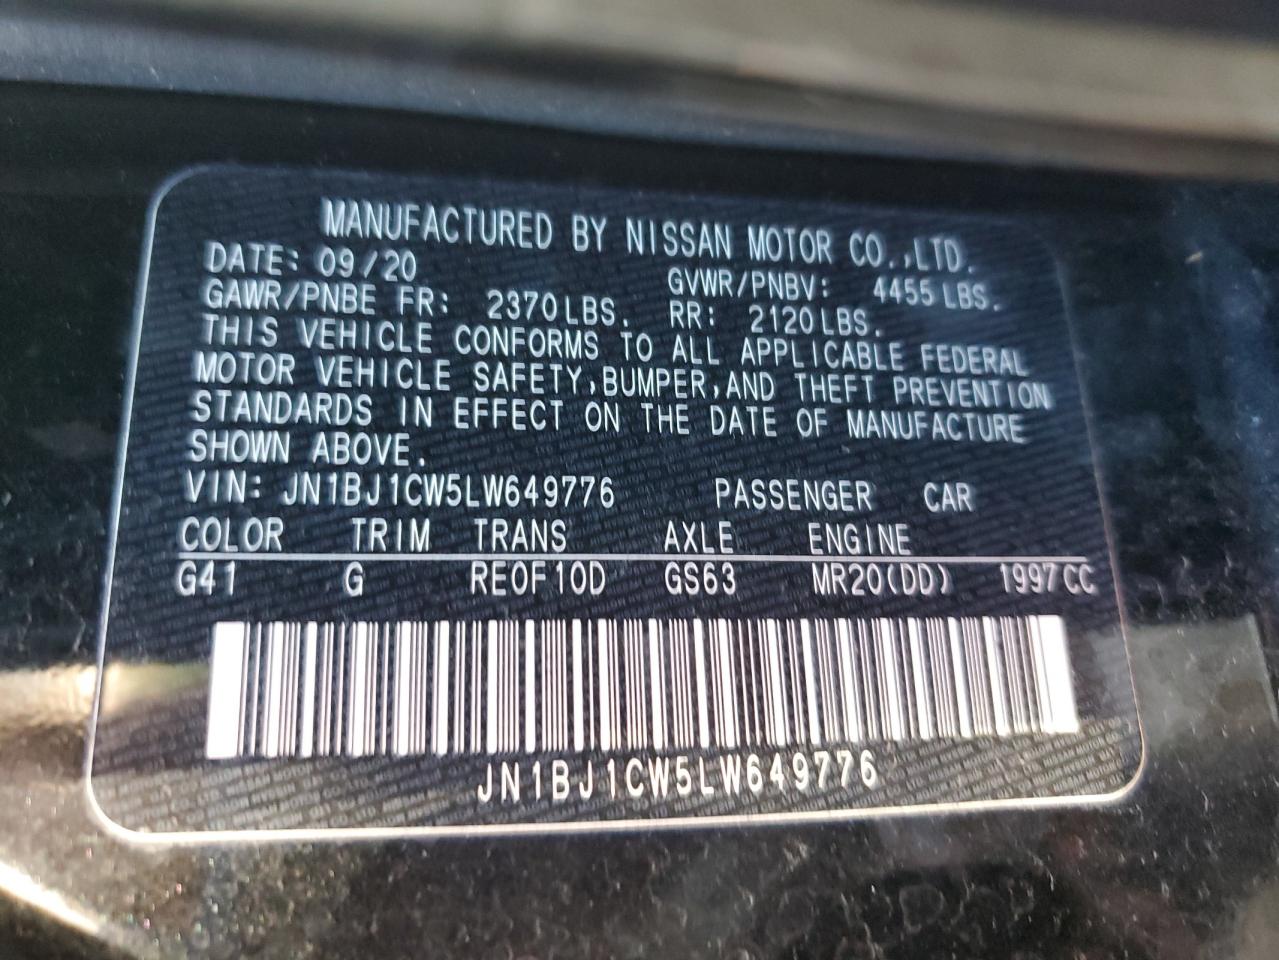 MANUFACTURED BY NISSAN MOTOR CO.,LTD.
DATE: 09/20 GVWR/PNBV: 4455 LBS.
GAWR/PNBE FR: 2370 LBS. RR: 2120 LBS.
THIS VEHICLE CONFORMS TO ALL APPLICABLE FEDERAL
MOTOR VEHICLE SAFETY,BUMPER,AND THEFT PREVENTION
STANDARDS IN EFFECT ON THE DATE OF MANUFACTURE
SHOWN ABOVE.
VIN: JN1BJ1CW5LW649776 PASSENGER CAR
COLOR TRIM TRANS AXLE ENGINE
G41 G RE0F10D GS63 MR20(DD) 1997 CC
JN1BJ1CW5LW649776